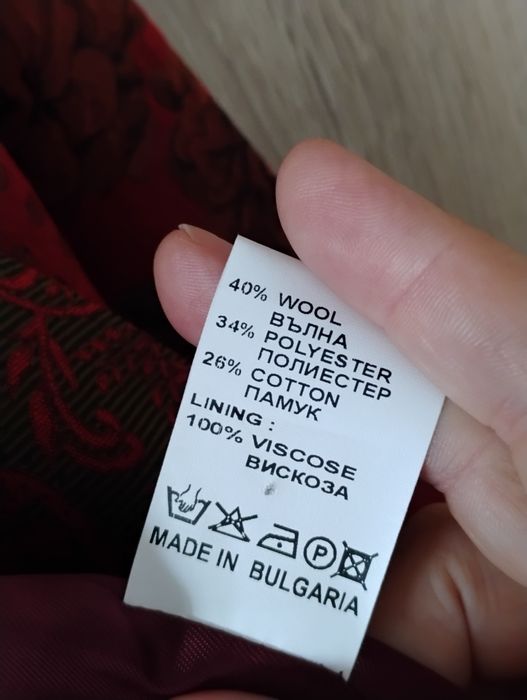 40% WOOL
ВЪЛНА
34% POLYESTER
ПОЛИЕСТЕР
26% COTTON
ПАМУК
LINING :
100% VISCOSE
ВИСКОЗА
P
MADE IN BULGARIA